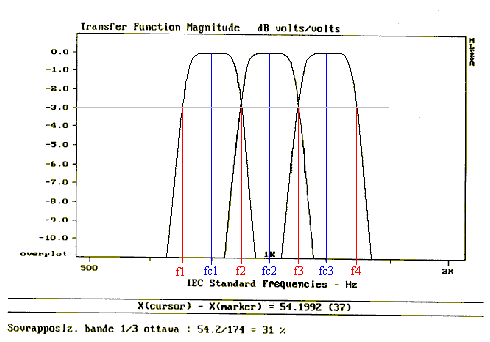 Transfer Function Magnitude dB volts/volts
0.0
-1.0
-2.0
-3.0
-4.0
-5.0
-6.0
-7.0
-8.0
-9.0
-10.0
overplot
500 1K 2K
f1 fc1 f2 fc2 f3 fc3 f4
IEC Standard Frequencies - Hz
X(cursor) - X(marker) = 54.1992 (37)
Sovrapposiz. bande 1/3 ottava : 54.2/174 = 31 %